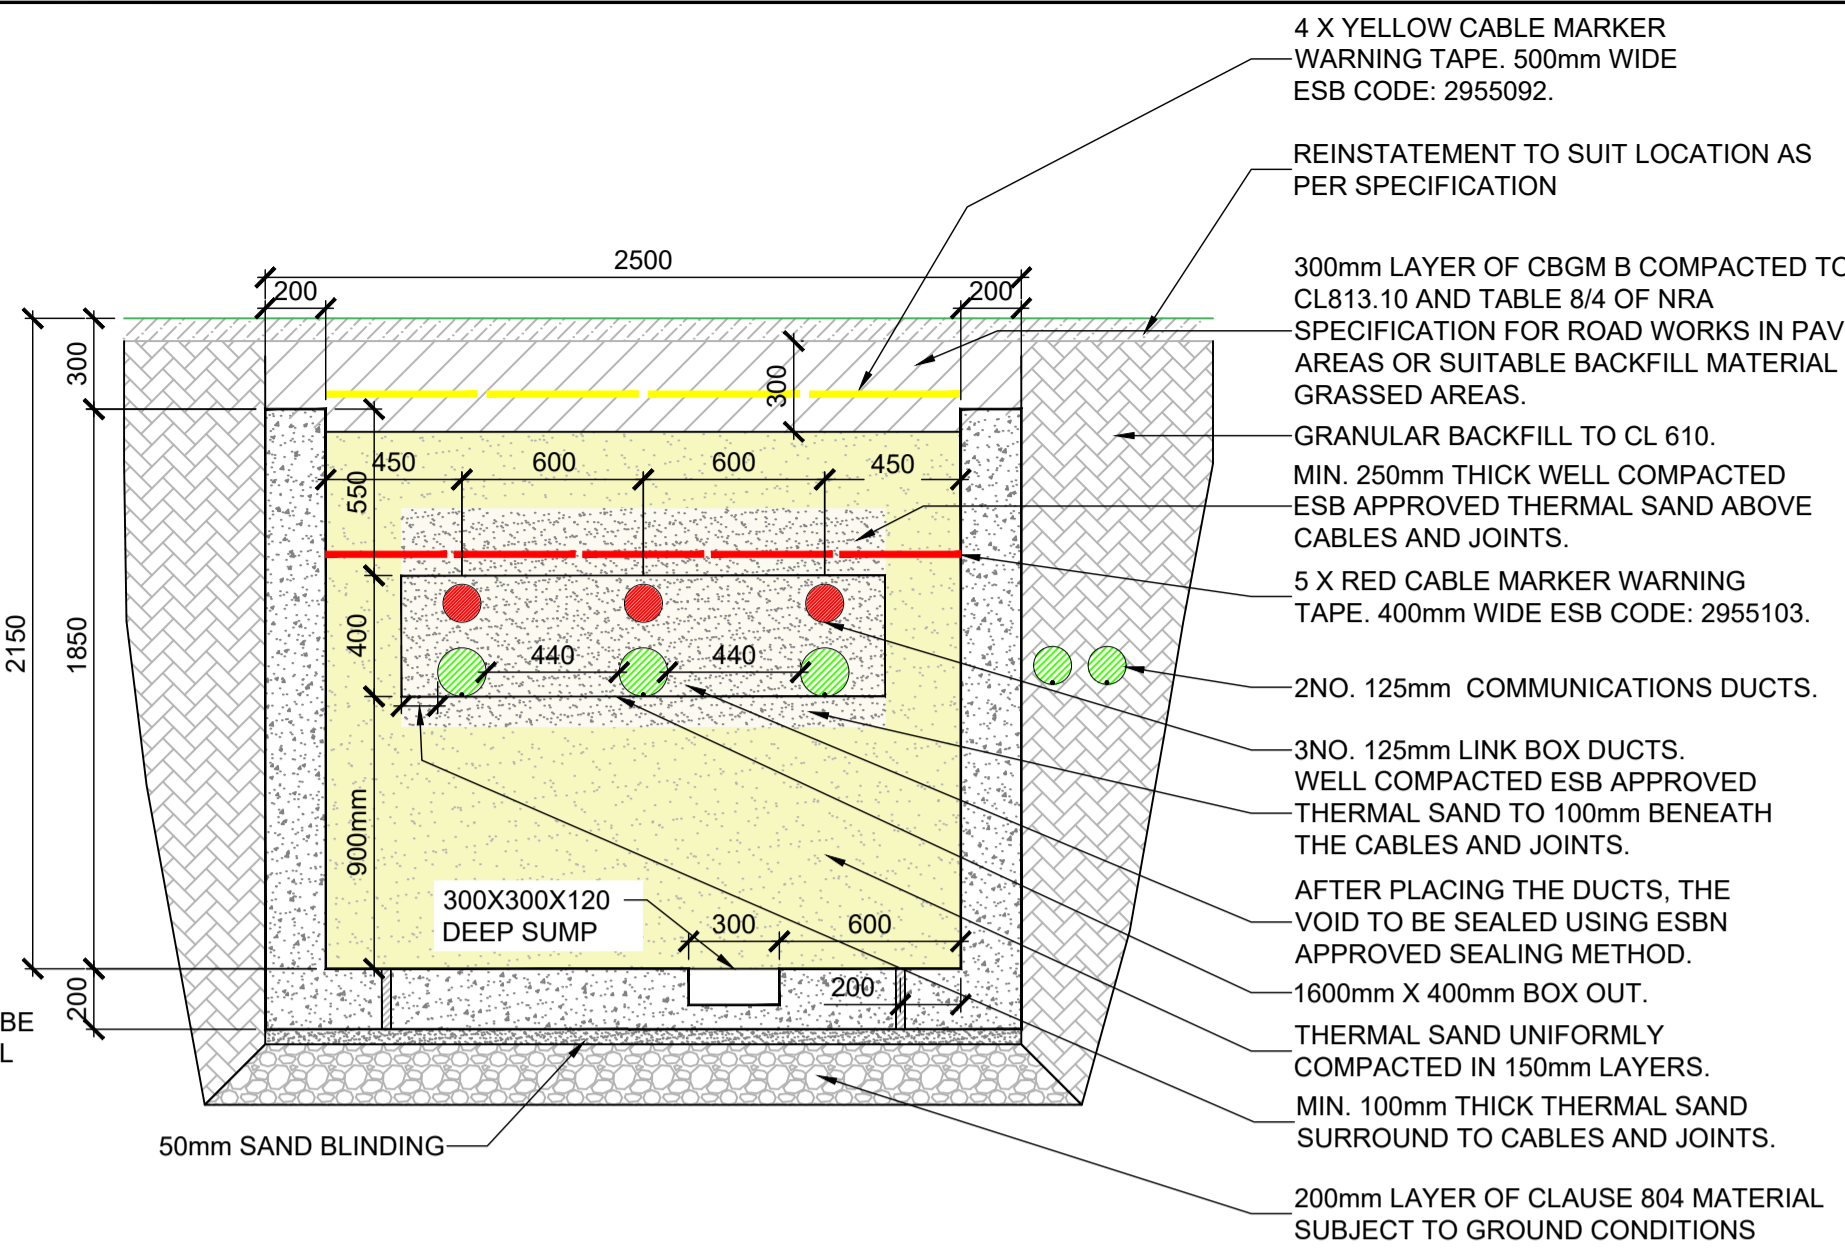 4 X YELLOW CABLE MARKER
WARNING TAPE. 500mm WIDE
ESB CODE: 2955092.
REINSTATEMENT TO SUIT LOCATION AS
PER SPECIFICATION
300mm LAYER OF CBGM B COMPACTED TO
CL813.10 AND TABLE 8/4 OF NRA
SPECIFICATION FOR ROAD WORKS IN PAV
AREAS OR SUITABLE BACKFILL MATERIAL
GRASSED AREAS.
GRANULAR BACKFILL TO CL 610.
MIN. 250mm THICK WELL COMPACTED
ESB APPROVED THERMAL SAND ABOVE
CABLES AND JOINTS.
5 X RED CABLE MARKER WARNING
TAPE. 400mm WIDE ESB CODE: 2955103.
2NO. 125mm COMMUNICATIONS DUCTS.
3NO. 125mm LINK BOX DUCTS.
WELL COMPACTED ESB APPROVED
THERMAL SAND TO 100mm BENEATH
THE CABLES AND JOINTS.
AFTER PLACING THE DUCTS, THE
VOID TO BE SEALED USING ESBN
APPROVED SEALING METHOD.
1600mm X 400mm BOX OUT.
THERMAL SAND UNIFORMLY
COMPACTED IN 150mm LAYERS.
MIN. 100mm THICK THERMAL SAND
SURROUND TO CABLES AND JOINTS.
200mm LAYER OF CLAUSE 804 MATERIAL
SUBJECT TO GROUND CONDITIONS
2500
200
200
300
300
450
600
600
450
550
2150
1850
400
440
440
900mm
300X300X120
DEEP SUMP
300
600
200
200
BE
L
50mm SAND BLINDING